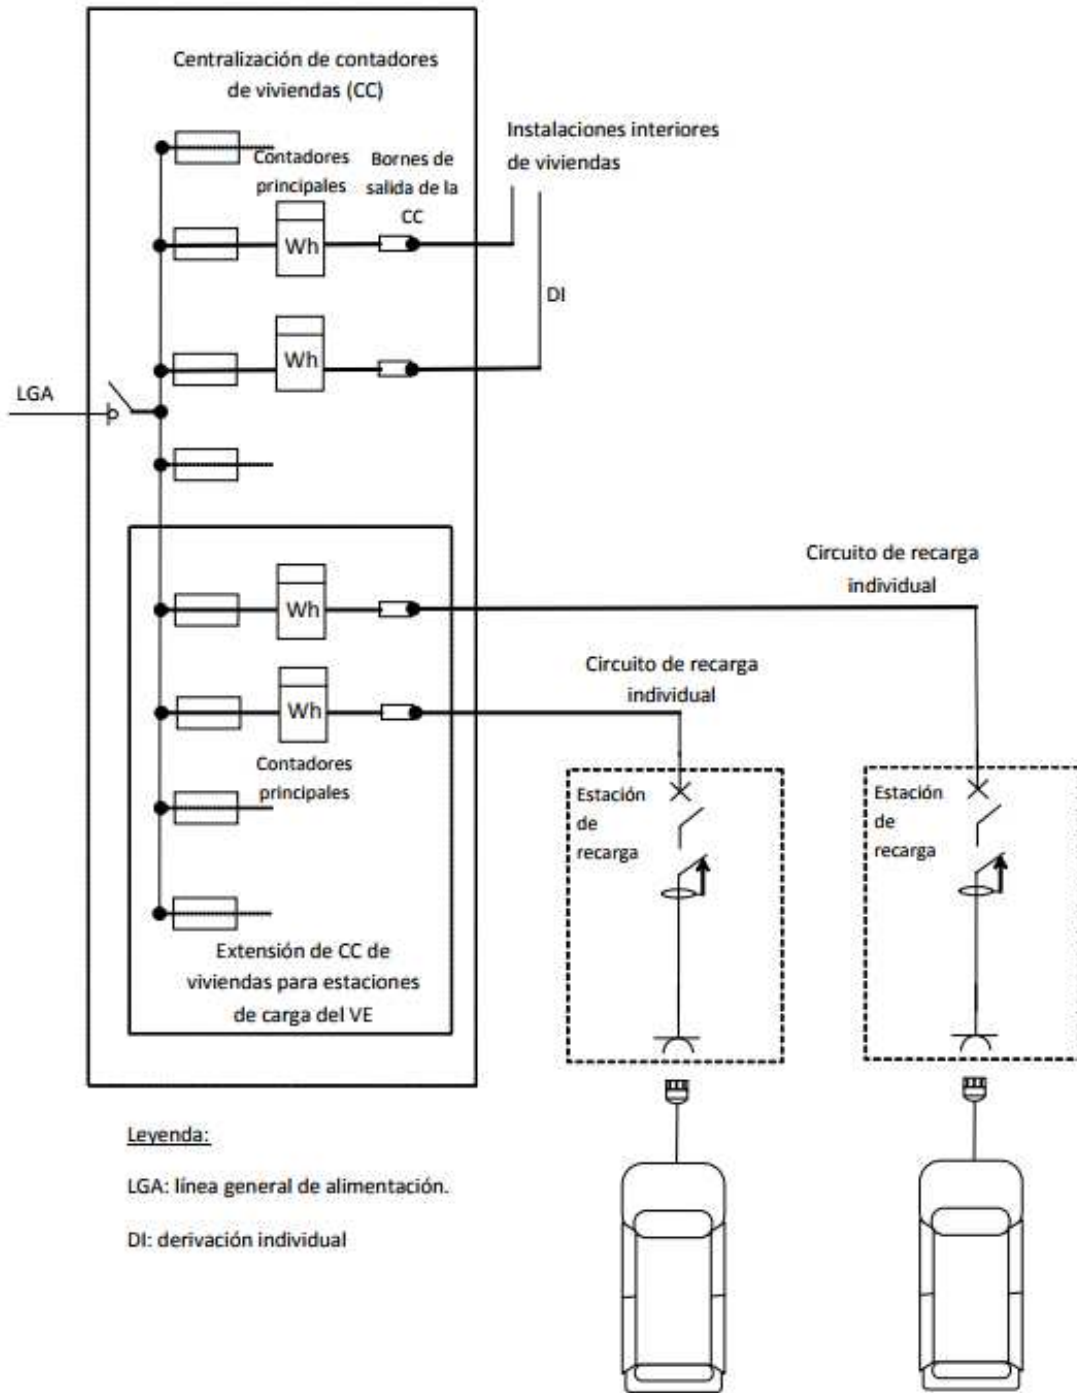 Centralización de contadores
de viviendas (CC)
Instalaciones interiores
de viviendas
Contadores
principales
Bornes de
salida de la
CC
Wh
DI
Wh
LGA
Circuito de recarga
individual
Wh
Circuito de recarga
individual
Wh
Contadores
principales
Estación
de
recarga
Estación
de
recarga
Extensión de CC de
viviendas para estaciones
de carga del VE
Leyenda:
LGA: línea general de alimentación.
DI: derivación individual